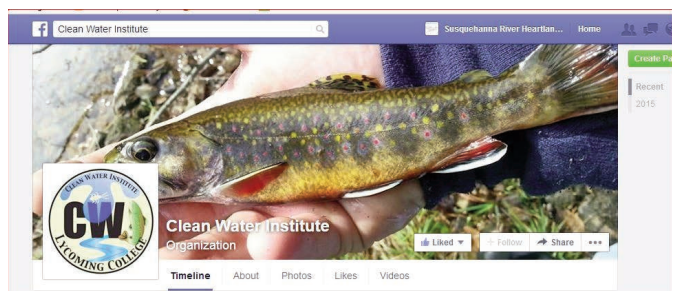 Clean Water Institute
Susquehanna River Heartlan...
Home
Create Pa
Recent
2015
CLEAN WATER INSTITUTE
CW
LYCOMING COLLEGE
Clean Water Institute
Organization
Liked
Follow
Share
Timeline
About
Photos
Likes
Videos